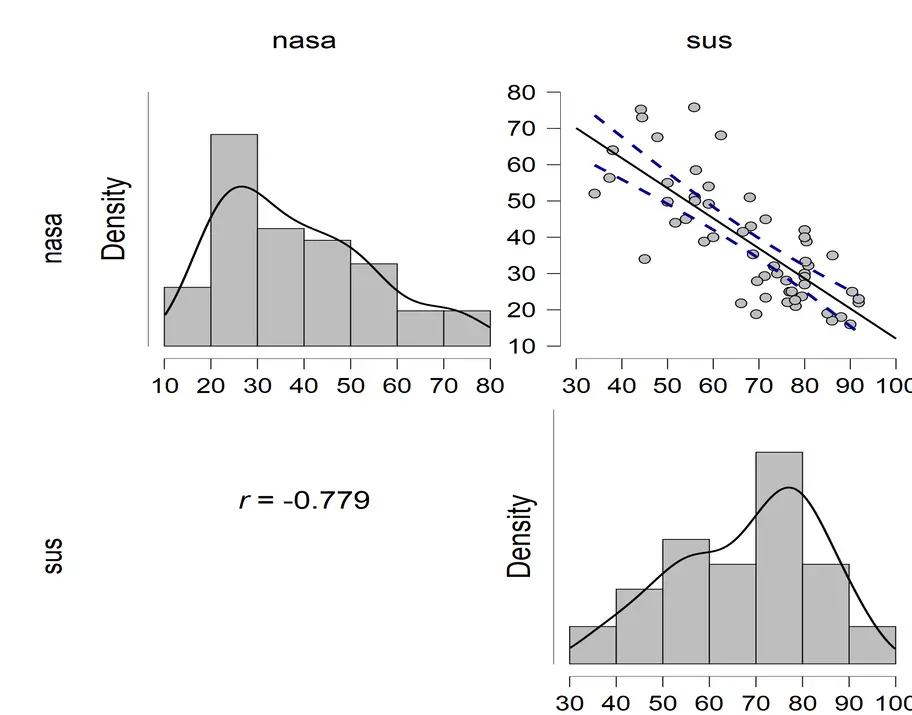 nasa sus
nasa
Density
10 20 30 40 50 60 70 80
80
70
60
50
40
30
20
10
30 40 50 60 70 80 90 100
sus
r = -0.779
Density
30 40 50 60 70 80 90 100